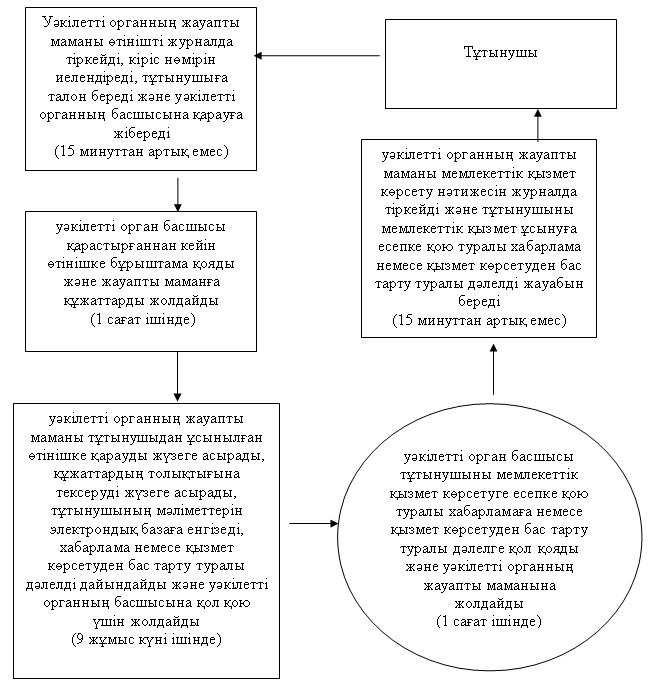 Тұтынушы
Уәкілетті органның жауапты
маманы өтінішті журналда
тіркейді, кіріс нөмірін
иелендіреді, тұтынушыға
талон береді және уәкілетті
органның басшысына қарауға
жібереді
(15 минуттан артық емес)
уәкілетті орган басшысы
қарастырғаннан кейін
өтінішке бұрыштама қояды
және жауапты маманға
құжаттарды жолдайды
(1 сағат ішінде)
уәкілетті органның жауапты
маманы тұтынушыдан ұсынылған
өтінішке қарауды жүзеге асырады,
құжаттардың толықтығына
тексеруді жүзеге асырады,
тұтынушының мәліметтерін
электрондық базаға енгізеді,
хабарлама немесе қызмет
көрсетуден бас тарту туралы
дәлелді дайындайды және уәкілетті
органның басшысына қол қою
үшін жолдайды
(9 жұмыс күні ішінде)
уәкілетті орган басшысы
тұтынушыны мемлекеттік
қызмет көрсетуге есепке қою
туралы хабарламаға немесе
қызмет көрсетуден бас тарту
туралы дәлелге қол қояды
және уәкілетті органның
жауапты маманына
жолдайды
(1 сағат ішінде)
уәкілетті органның жауапты
маманы мемлекеттік қызмет
көрсету нәтижесін журналда
тіркейді және тұтынушыны
мемлекеттік қызмет ұсынуға
есепке қою туралы хабарлама
немесе қызмет көрсетуден бас
тарту туралы дәлелді жауабын
береді
(15 минуттан артық емес)